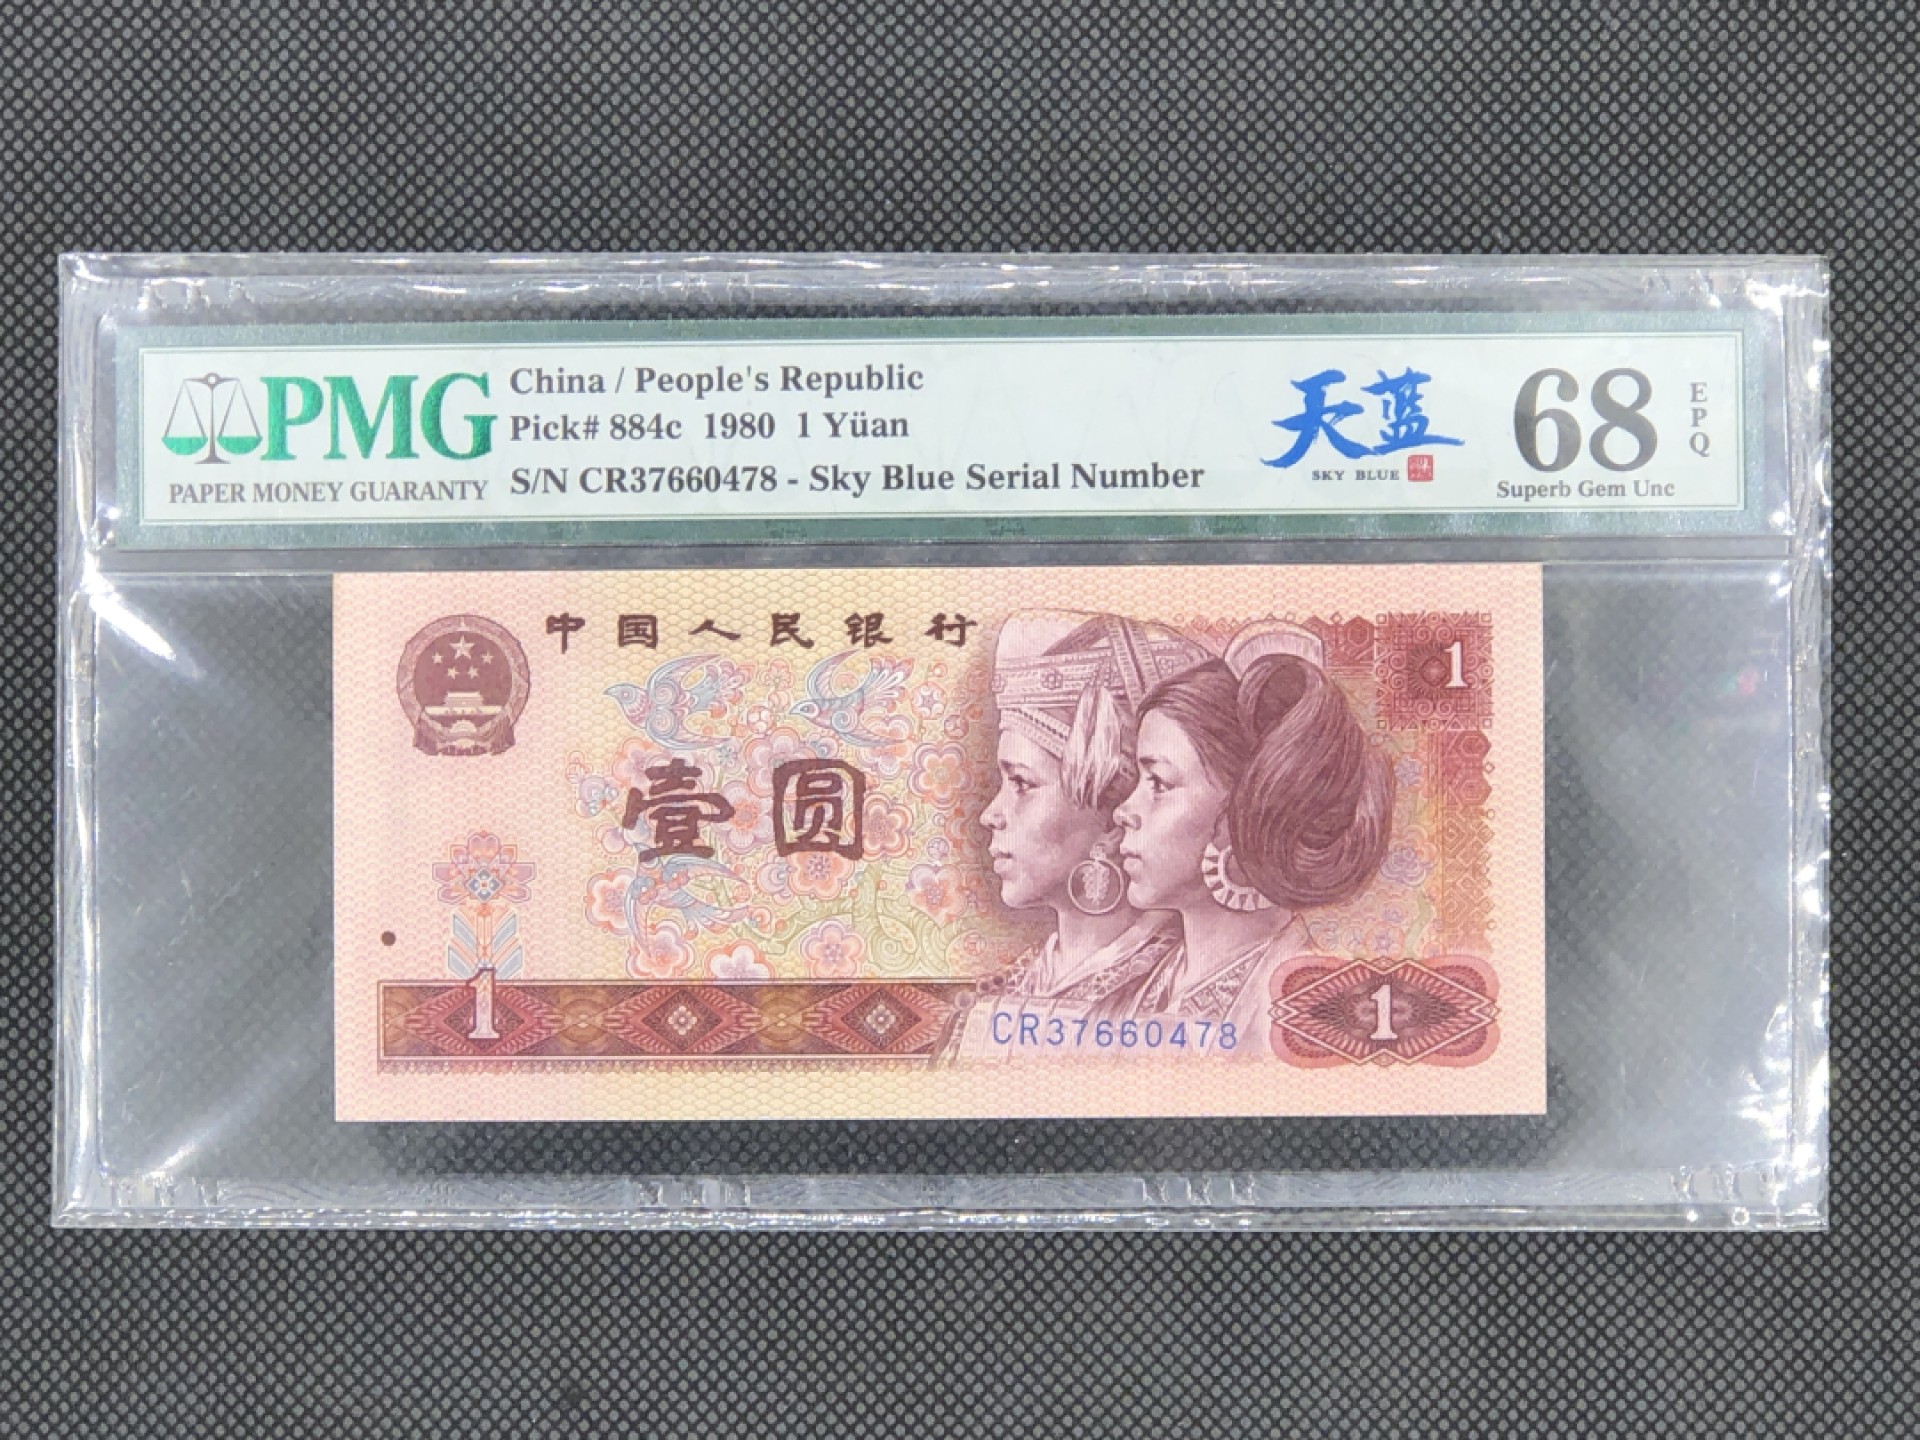 PMG
PAPER MONEY GUARANTY
China / People's Republic
Pick# 884c 1980 1 Yüan
S/N CR37660478 - Sky Blue Serial Number
天蓝
SKY BLUE
68
EPQ
Superb Gem Unc
中国人民银行
1
壹圆
1
CR37660478
1